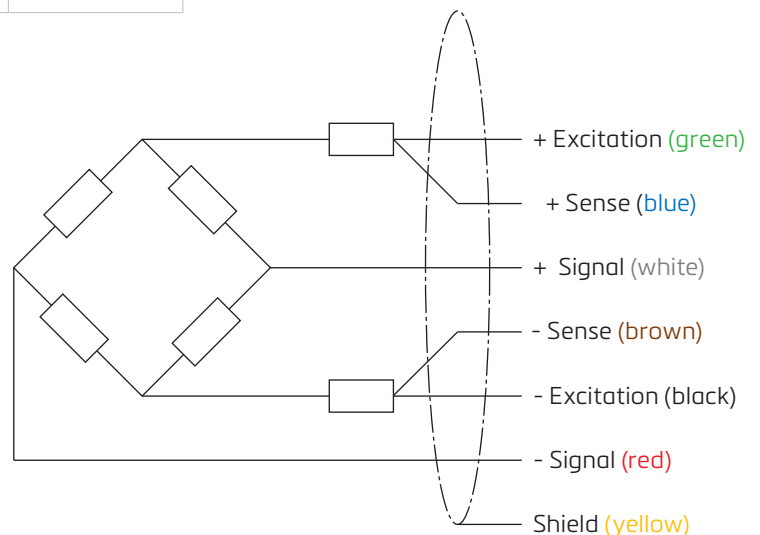 + Excitation (green)
+ Sense (blue)
+ Signal (white)
- Sense (brown)
- Excitation (black)
- Signal (red)
Shield (yellow)